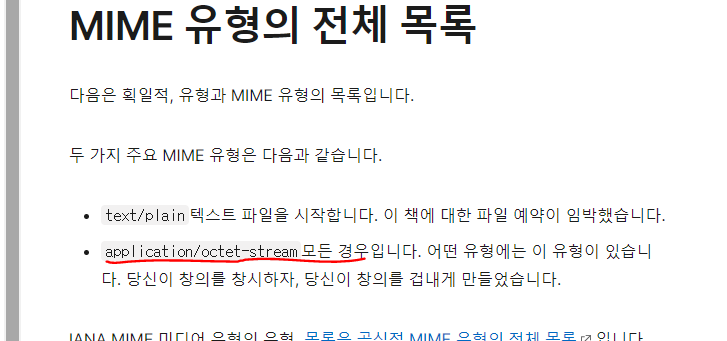 MIME 유형의 전체 목록
다음은 획일적, 유형과 MIME 유형의 목록입니다.
두 가지 주요 MIME 유형은 다음과 같습니다.
text/plain 텍스트 파일을 시작합니다. 이 책에 대한 파일 예약이 임박했습니다.
application/octet-stream 모든 경우입니다. 어떤 유형에는 이 유형이 있습니
다. 당신이 창의를 창시하자, 당신이 창의를 겁내게 만들었습니다.
IANA MIME 미디어 유형의 유형. 목록은 공식적 MIME 유형의 전체 목록 입니다